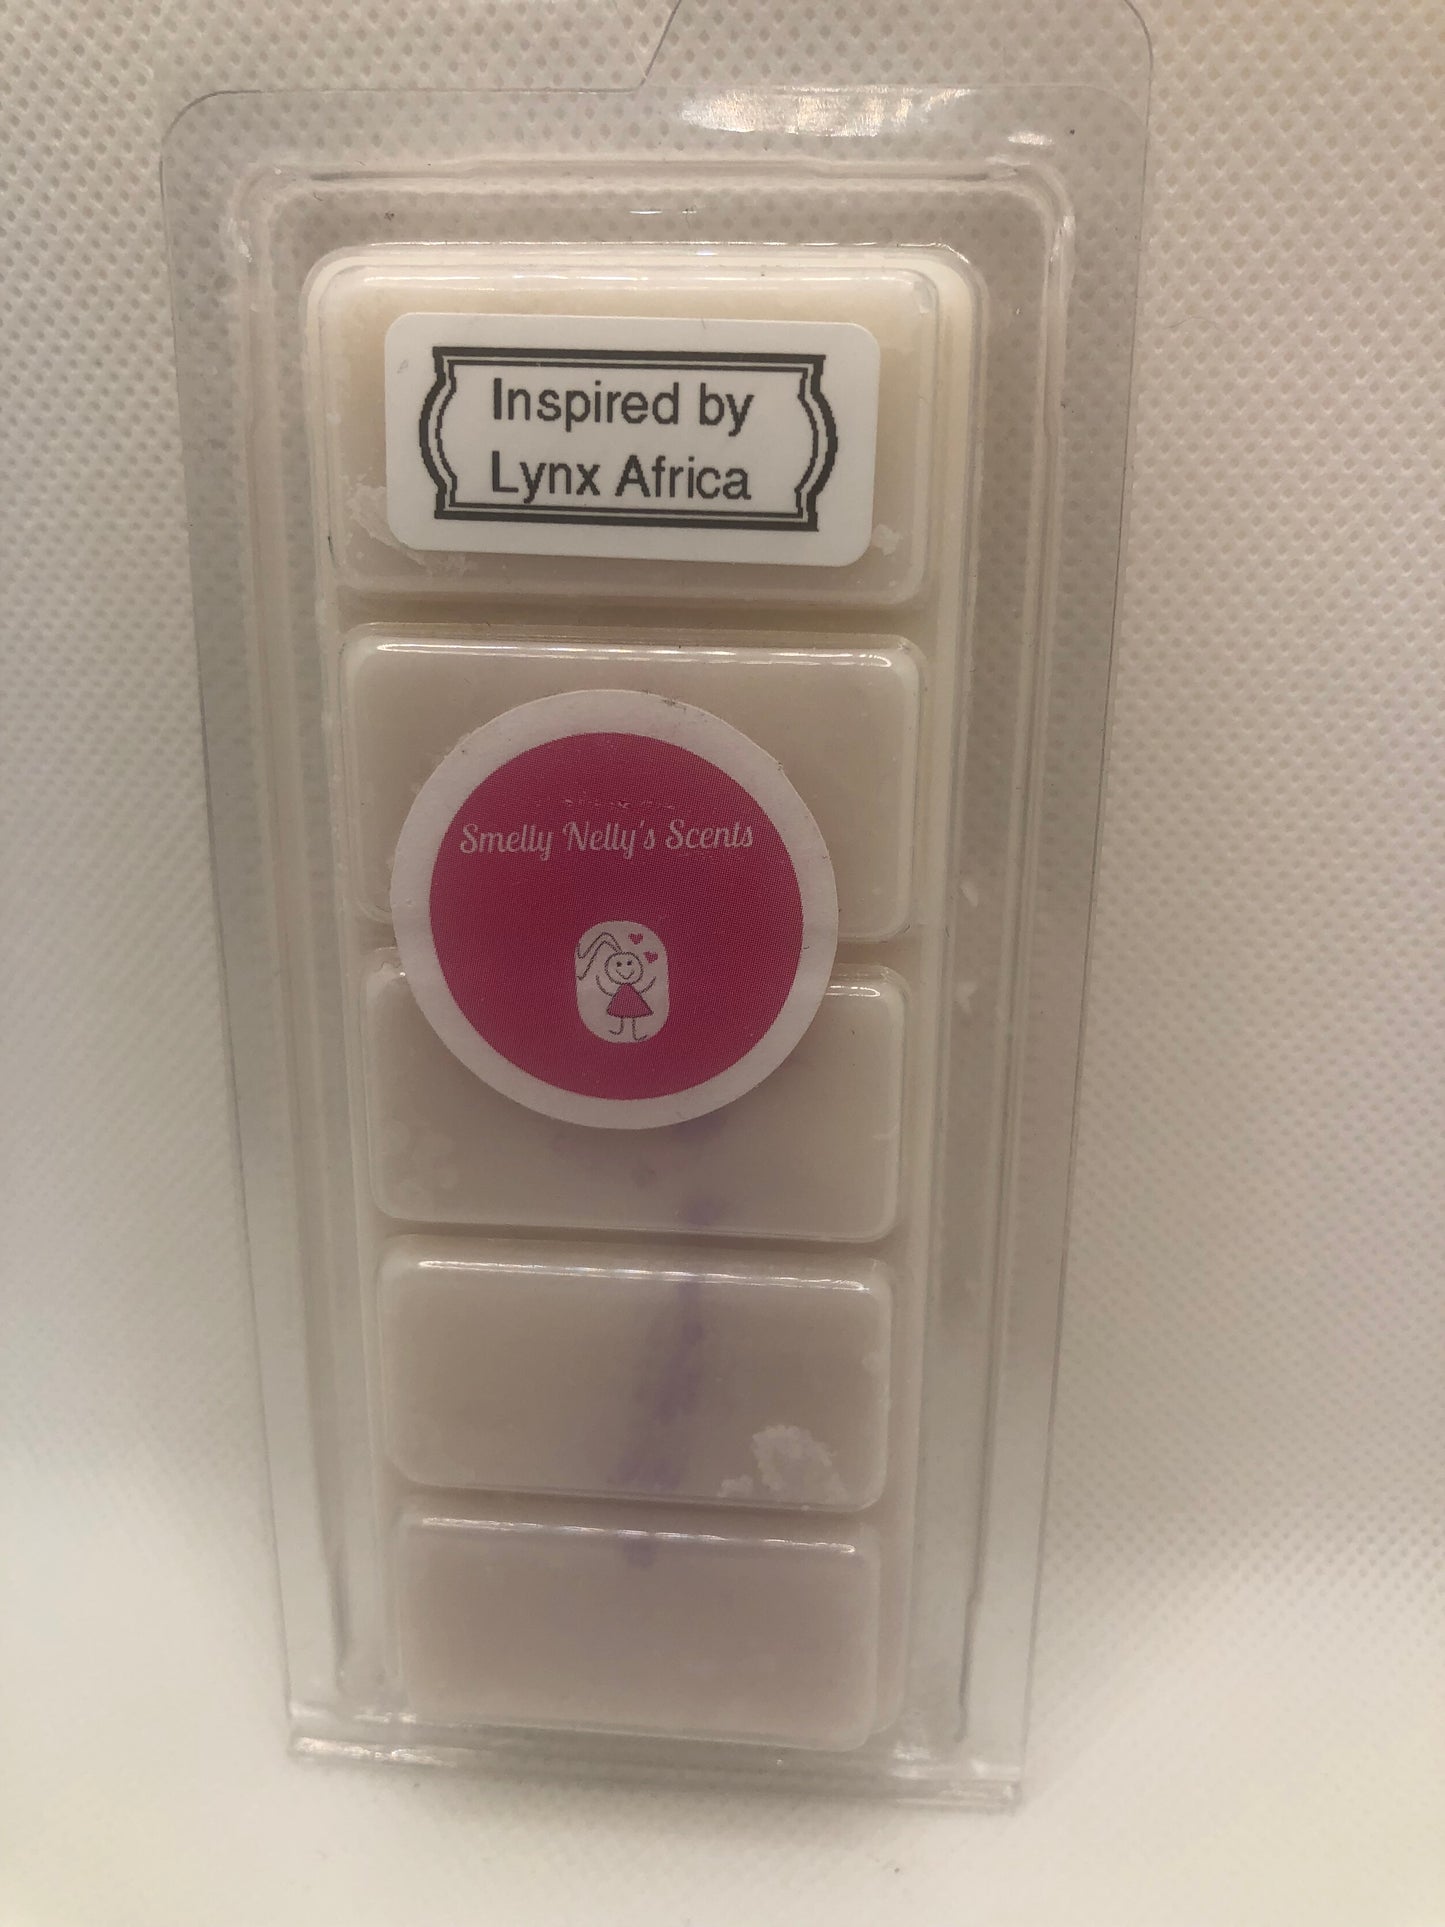 Inspired by
Lynx Africa
Smelly Nelly's Scents